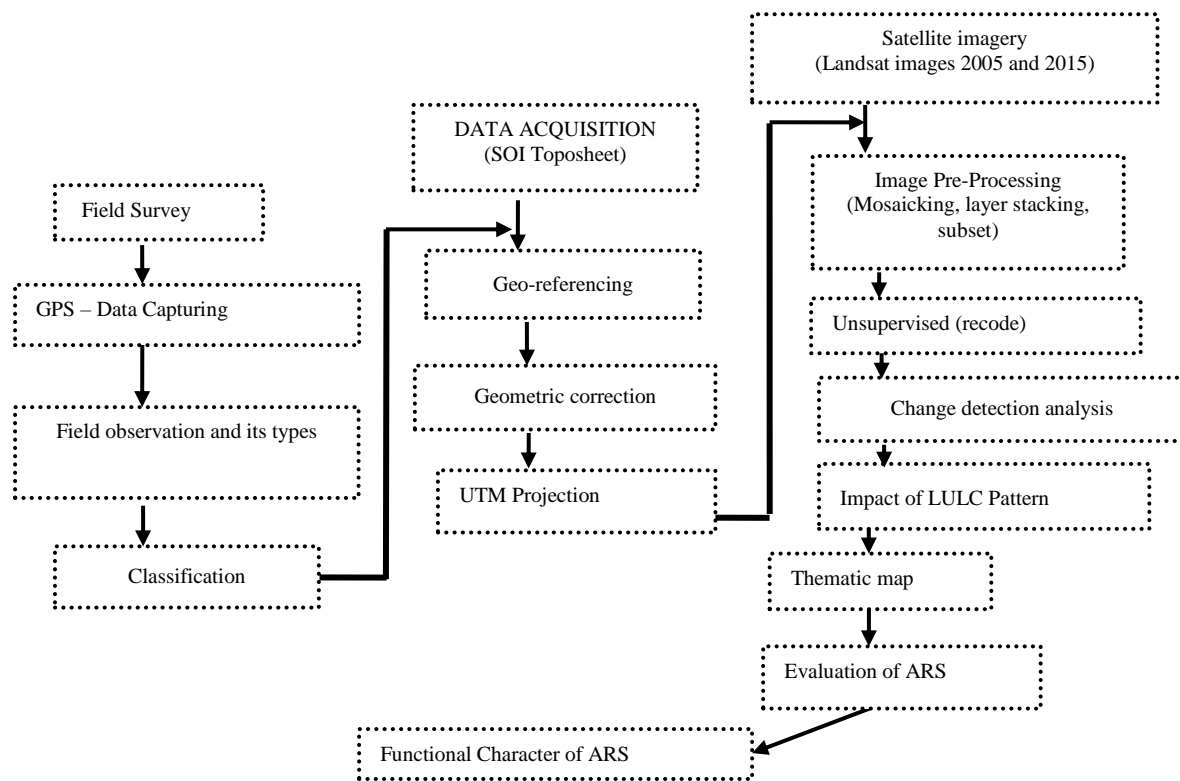 Field Survey
GPS – Data Capturing
Field observation and its types
Classification
DATA ACQUISITION
(SOI Toposheet)
Geo-referencing
Geometric correction
UTM Projection
Satellite imagery
(Landsat images 2005 and 2015)
Image Pre-Processing
(Mosaicking, layer stacking,
subset)
Unsupervised (recode)
Change detection analysis
Impact of LULC Pattern
Thematic map
Evaluation of ARS
Functional Character of ARS